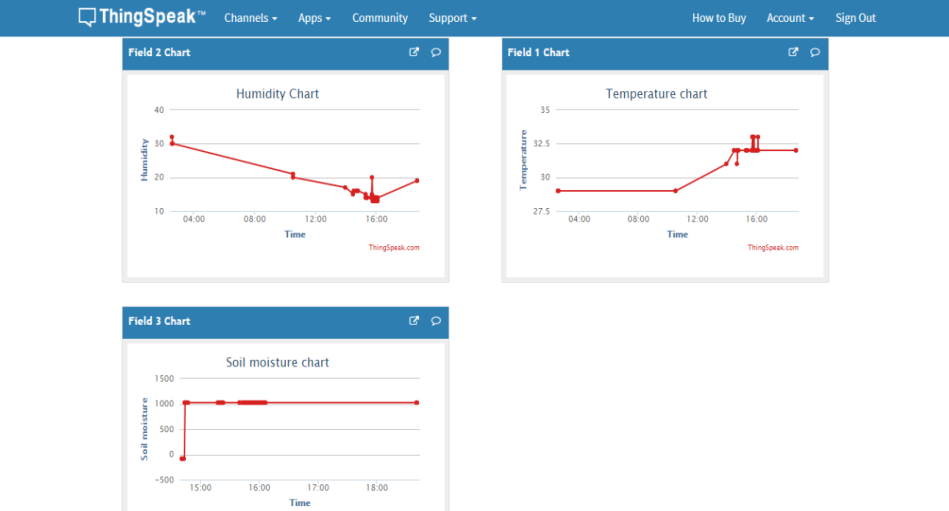 ThingSpeak™ Channels Apps Community Support How to Buy Account Sign Out
Field 2 Chart
Humidity Chart
40
30
20
10
Humidity
04:00 08:00 12:00 16:00
Time
ThingSpeak.com
Field 1 Chart
Temperature chart
35
32.5
30
27.5
Temperature
04:00 08:00 12:00 16:00
Time
ThingSpeak.com
Field 3 Chart
Soil moisture chart
1500
1000
500
0
-500
Soil moisture
15:00 16:00 17:00 18:00
Time